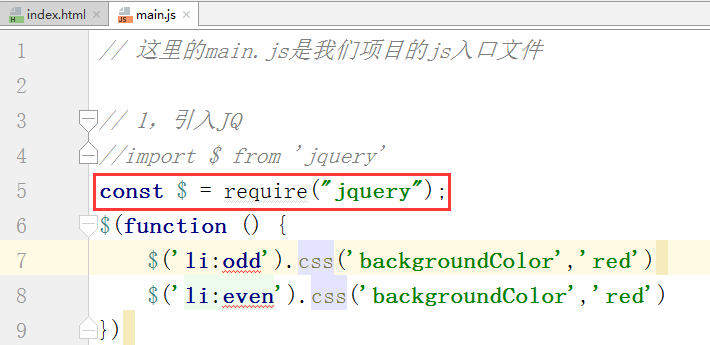 index.html main.js
1 // 这里的main.js是我们项目的js入口文件
2
3 // 1，引入JQ
4 //import $ from 'jquery'
5 const $ = require("jquery");
6 $(function () {
7 $('li:odd').css('backgroundColor','red')
8 $('li:even').css('backgroundColor','red')
9 })